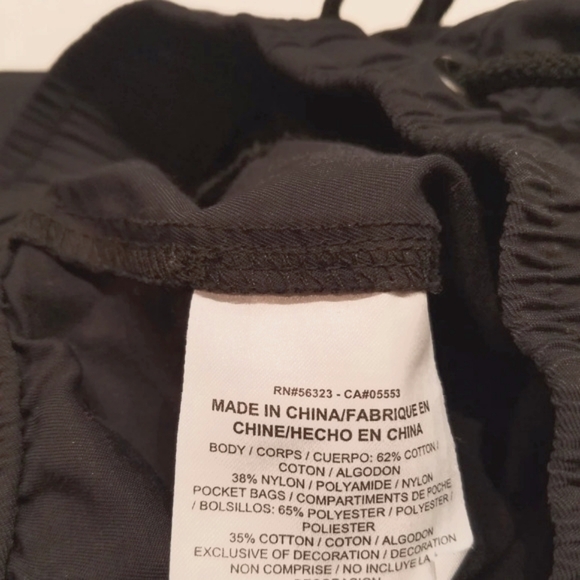 RN#56323 - CA#05553
MADE IN CHINA/FABRIQUE EN
CHINE/HECHO EN CHINA
BODY / CORPS / CUERPO: 62% COTTON /
COTON / ALGODON
38% NYLON / POLYAMIDE / NYLON
POCKET BAGS / COMPARTIMENTS DE POCHE
/ BOLSILLOS: 65% POLYESTER / POLYESTER /
POLIESTER
35% COTTON / COTON / ALGODON
EXCLUSIVE OF DECORATION / DECORATION
NON COMPRISE / NO INCLUYE LA
DECORACION